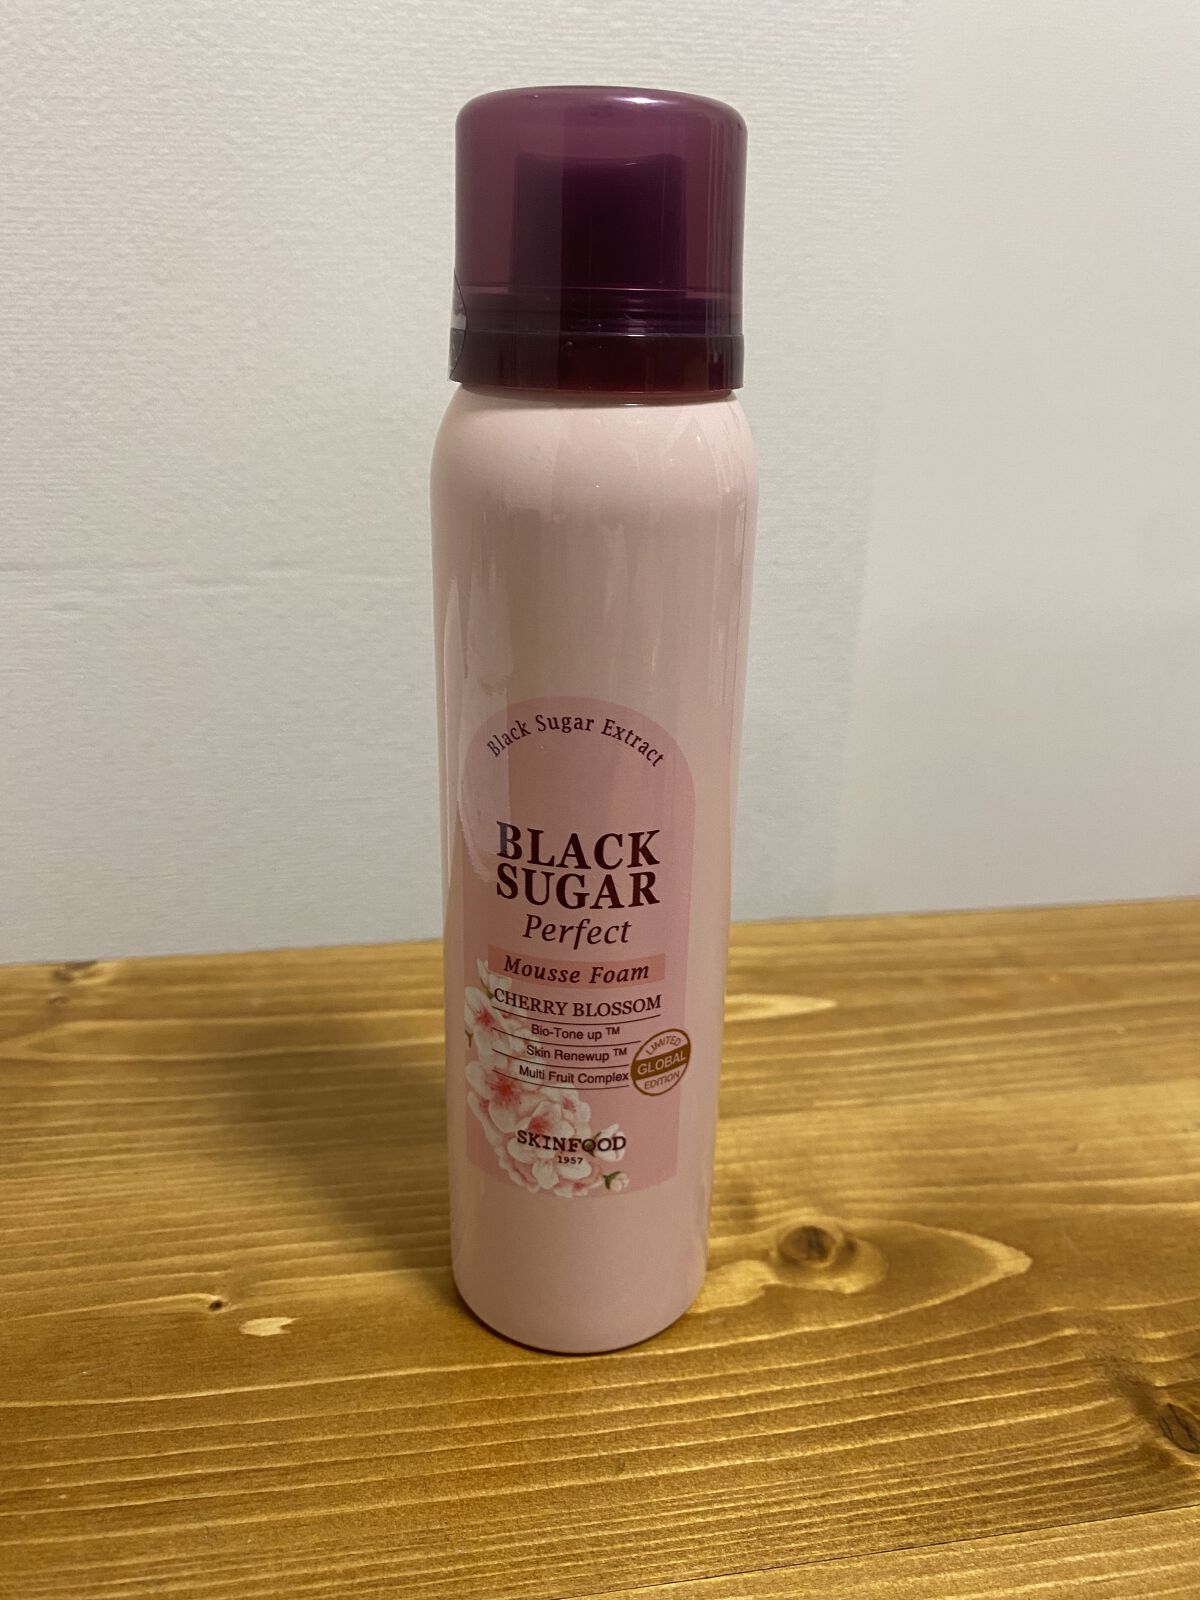 Black Sugar Extract
BLACK
SUGAR
Perfect
Mousse Foam
CHERRY BLOSSOM
Bio-Tone up ™
Skin Renewup ™
Multi Fruit Complex
LIMITED
GLOBAL
EDITION
SKINFOOD
1957